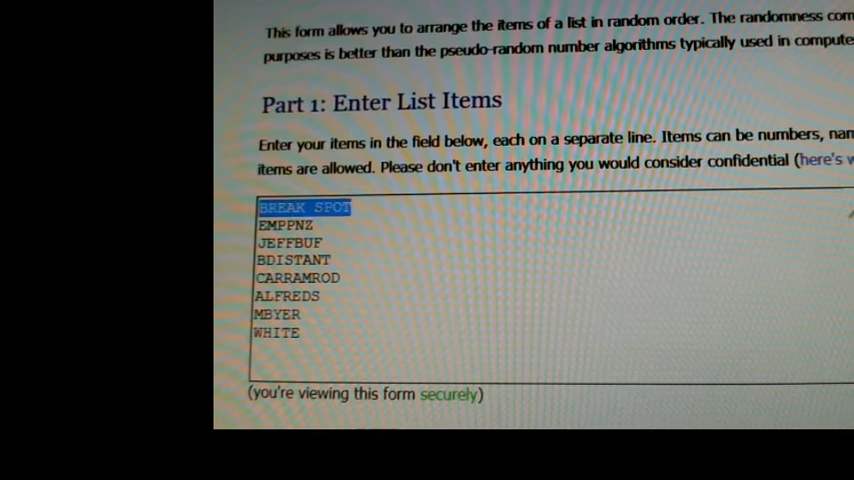 This form allows you to arrange the items of a list in random order. The randomness com
purposes is better than the pseudo-random number algorithms typically used in compute
Part 1: Enter List Items
Enter your items in the field below, each on a separate line. Items can be numbers, nam
items are allowed. Please don't enter anything you would consider confidential (here's w
BREAK SPOT
EMPPNZ
JEFFBUF
BDISTANT
CARRAMROD
ALFREDS
MBYER
WHITE
(you're viewing this form securely)